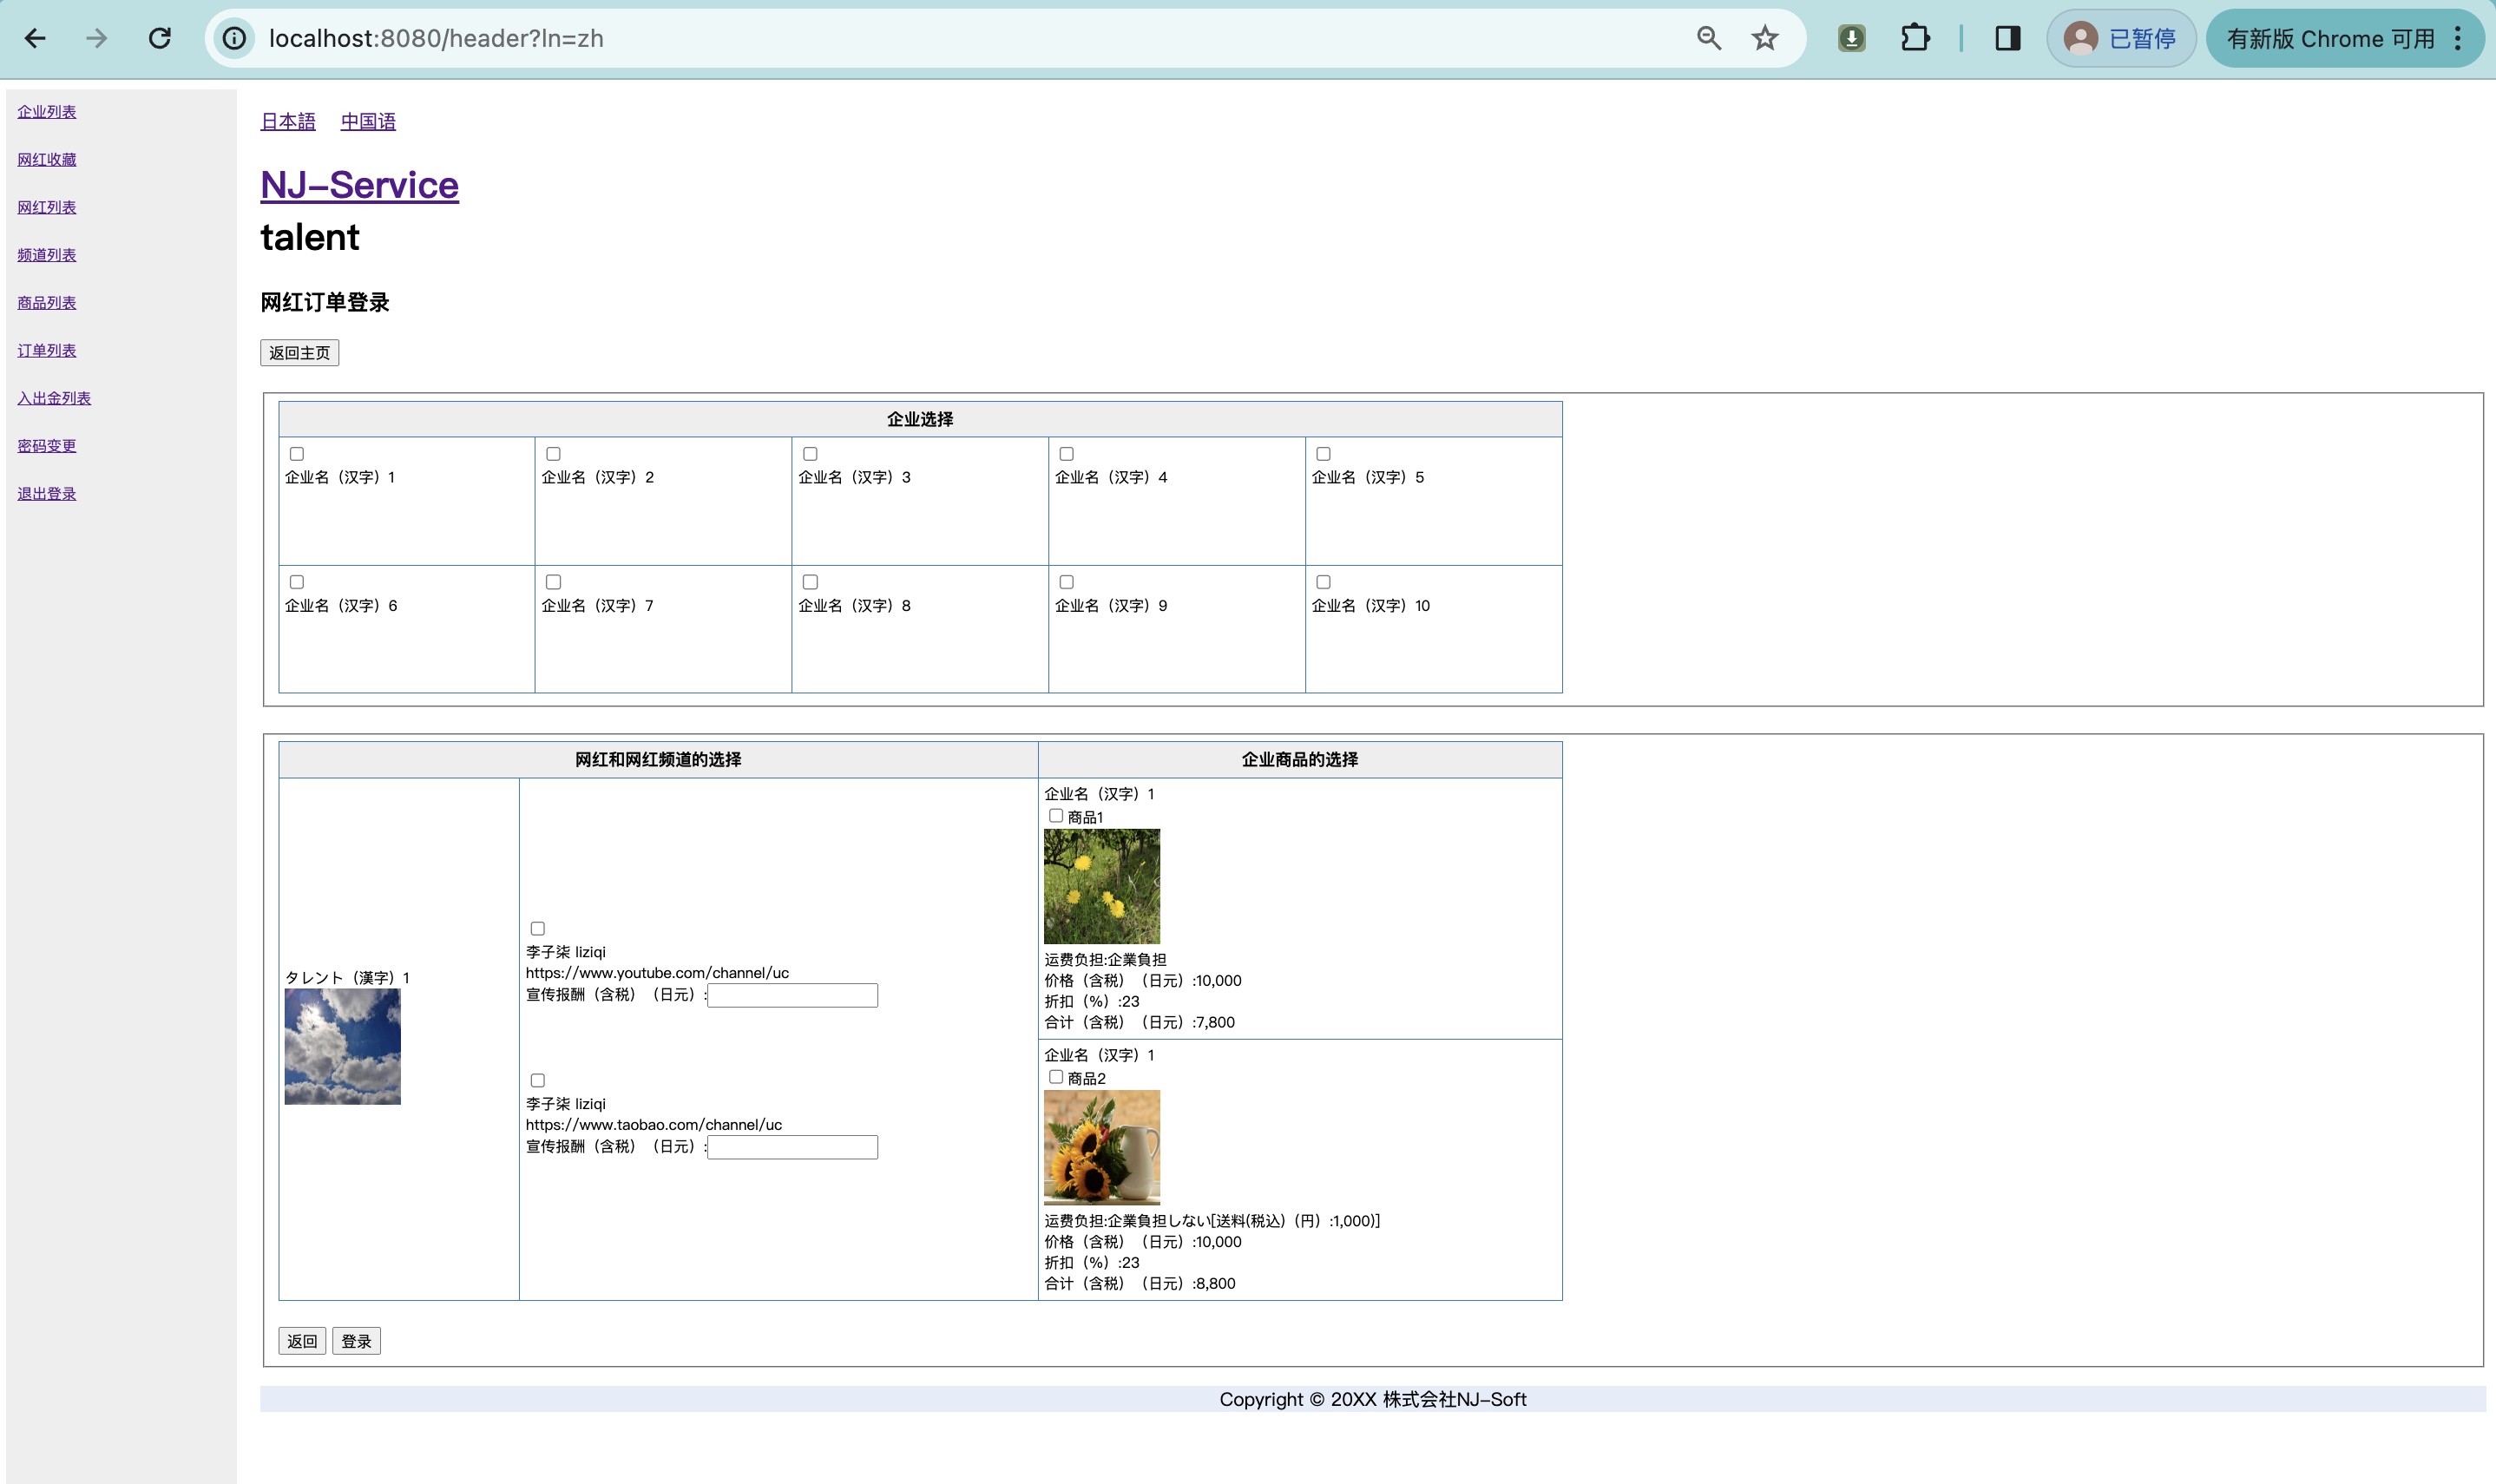 localhost:8080/header?ln=zh
已暂停
有新版 Chrome 可用
企业列表
网红收藏
网红列表
频道列表
商品列表
订单列表
入出金列表
密码变更
退出登录
日本語 中国语
NJ-Service
talent
网红订单登录
返回主页
企业选择
企业名（汉字）1 企业名（汉字）2 企业名（汉字）3 企业名（汉字）4 企业名（汉字）5
企业名（汉字）6 企业名（汉字）7 企业名（汉字）8 企业名（汉字）9 企业名（汉字）10
网红和网红频道的选择 企业商品的选择
タレント（漢字）1
李子柒 liziqi
https://www.youtube.com/channel/uc
宣传报酬（含税）（日元）:
李子柒 liziqi
https://www.taobao.com/channel/uc
宣传报酬（含税）（日元）:
企业名（汉字）1
商品1
运费负担:企業負担
价格（含税）（日元）:10,000
折扣（%）:23
合计（含税）（日元）:7,800
企业名（汉字）1
商品2
运费负担:企業負担しない[送料(税込)（円）:1,000)]
价格（含税）（日元）:10,000
折扣（%）:23
合计（含税）（日元）:8,800
返回 登录
Copyright © 20XX 株式会社NJ-Soft